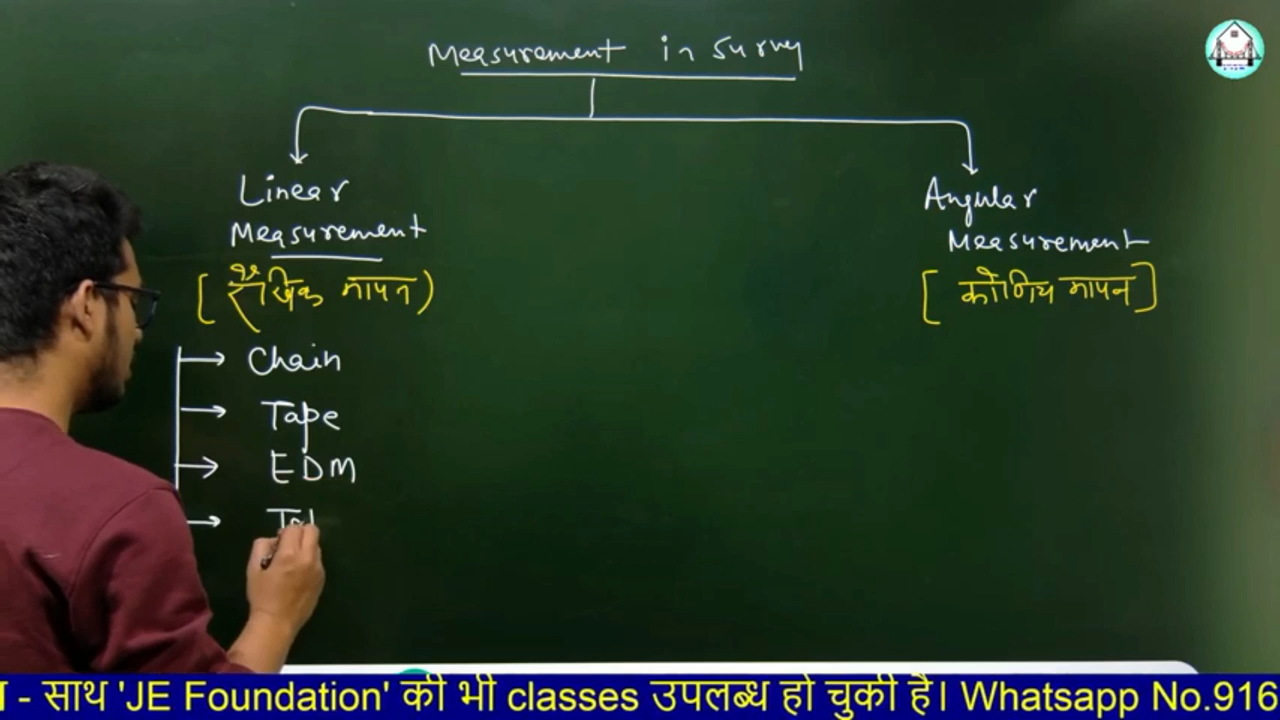 Measurement in Survey
Linear
Measurement
[रैखिक मापन)
Angular
Measurement
[कोणिय मापन]
Chain
Tape
EDM
- साथ 'JE Foundation' की भी classes उपलब्ध हो चुकी है। Whatsapp No.916